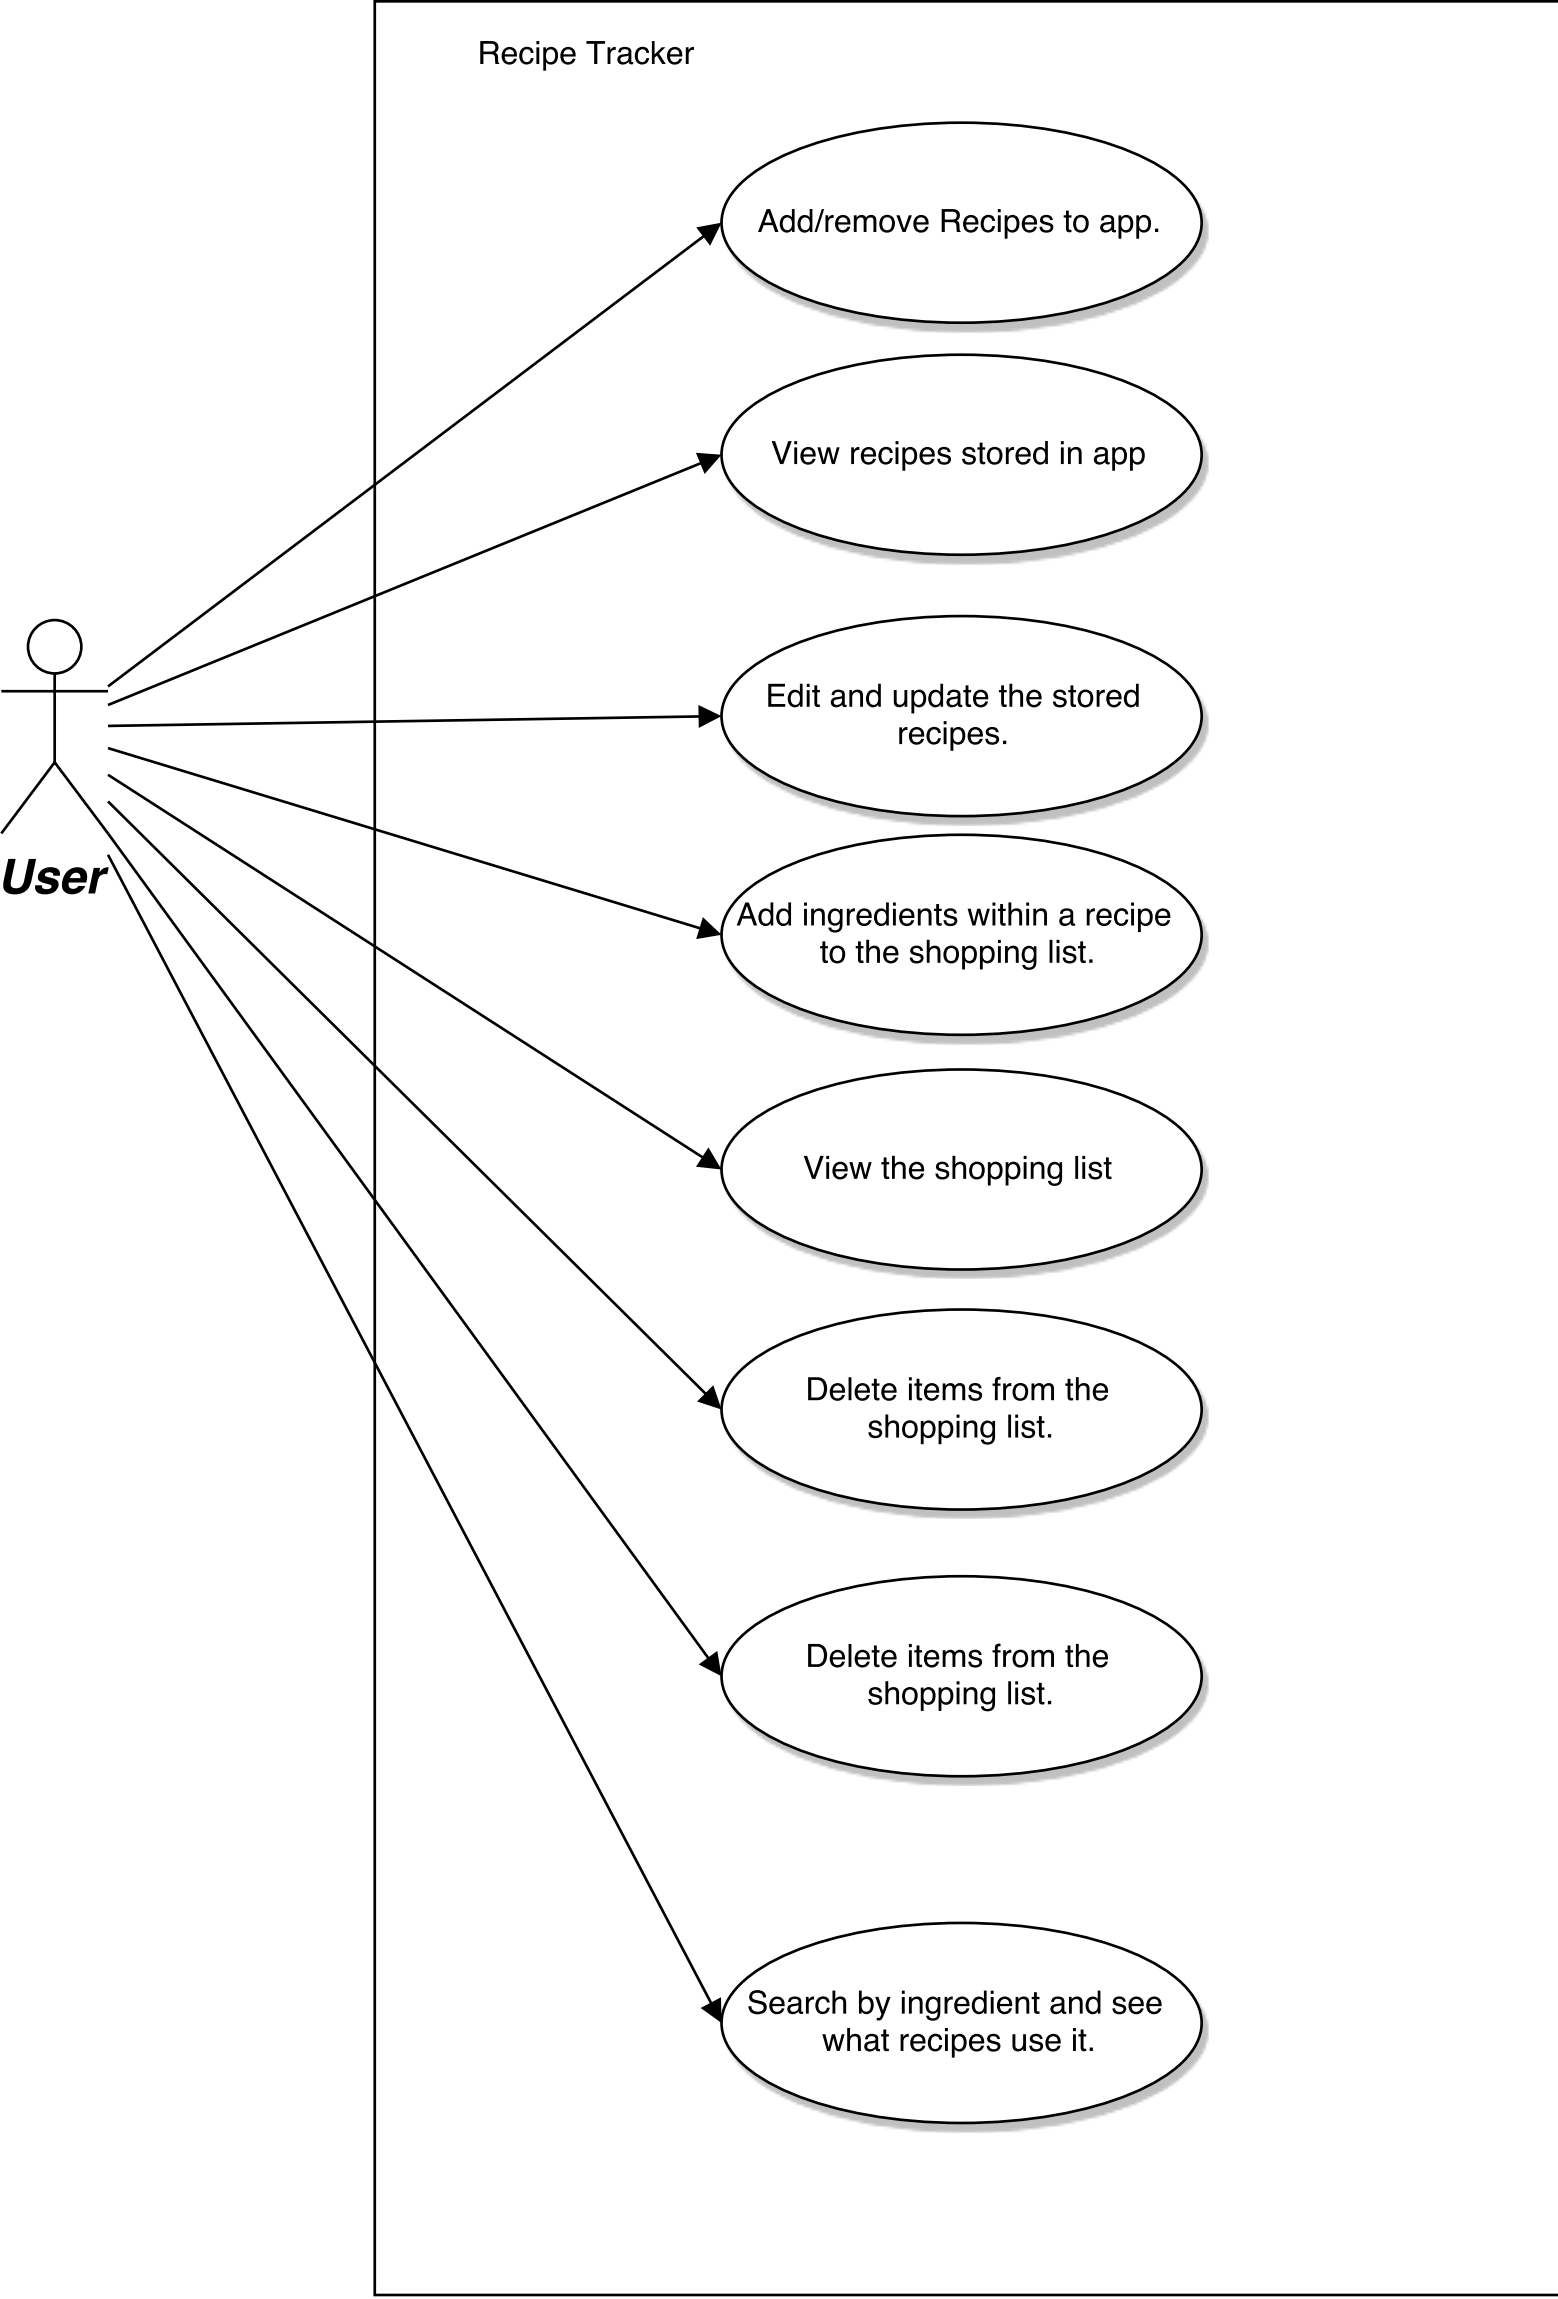 Recipe Tracker
Add/remove Recipes to app.
View recipes stored in app
Edit and update the stored
recipes.
User
Add ingredients within a recipe
to the shopping list.
View the shopping list
Delete items from the
shopping list.
Delete items from the
shopping list.
Search by ingredient and see
what recipes use it.